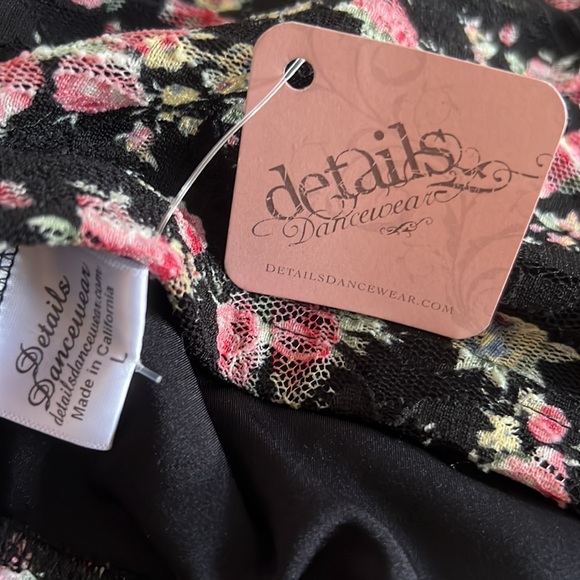 details
Dancewear
DetailsDancewear.com
Details
Dancewear
detailsdancewear.com
Made in California
L